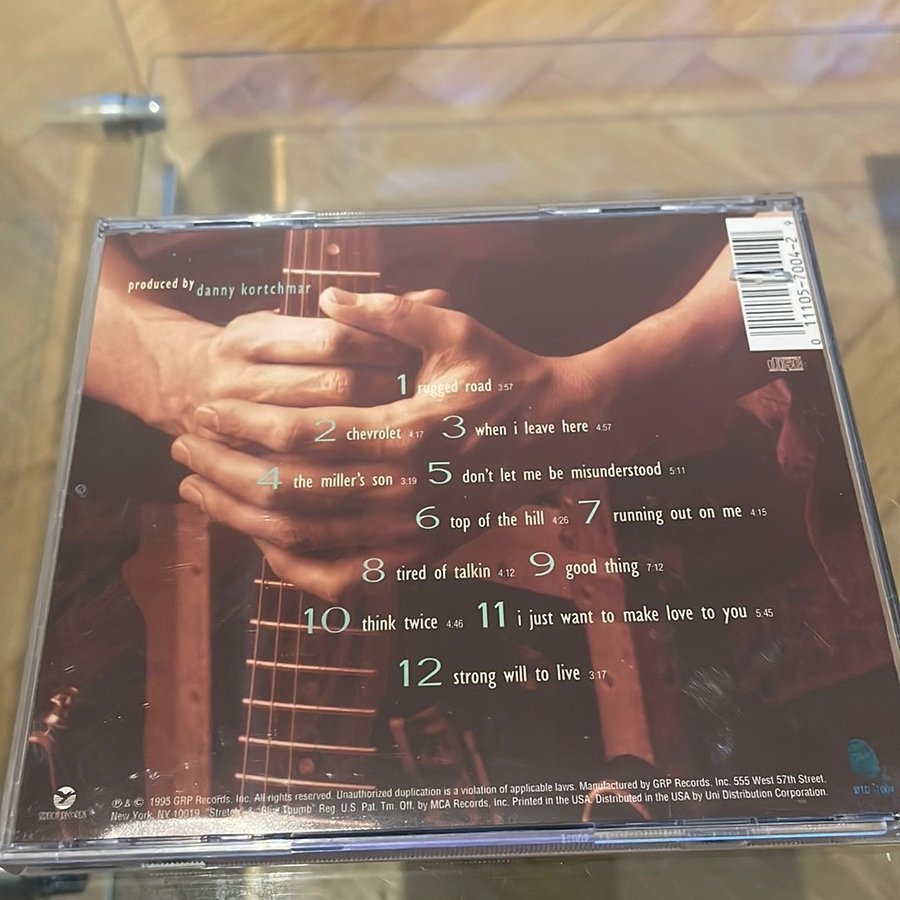 produced by danny kortchmar
0 11105-7004-2 9
1 rugged road 3:57
2 chevrolet 4:17 3 when i leave here 4:57
4 the miller's son 3:19 5 don't let me be misunderstood 5:11
6 top of the hill 4:26 7 running out on me 4:15
8 tired of talkin 4:12 9 good thing 7:12
10 think twice 4:46 11 i just want to make love to you 5:45
12 strong will to live 3:17
℗ & © 1995 GRP Records, Inc. All rights reserved. Unauthorized duplication is a violation of applicable laws. Manufactured by GRP Records, Inc. 555 West 57th Street,
New York, NY 10019. "Stretch" & "Blue Thumb" Reg. U.S. Pat. Tm. Off. by MCA Records, Inc. Printed in the USA. Distributed in the USA by Uni Distribution Corporation.
STRETCH RECORDS
BTD-7004